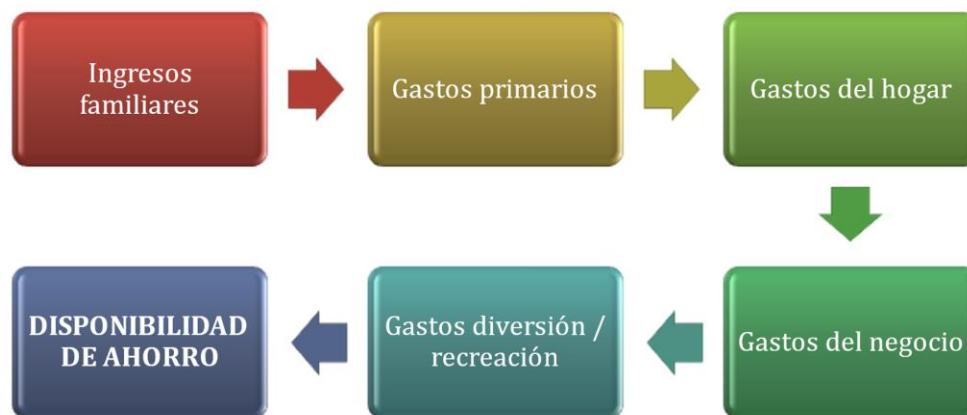 Ingresos
familiares
Gastos primarios
Gastos del hogar
Gastos del negocio
Gastos diversión /
recreación
DISPONIBILIDAD
DE AHORRO